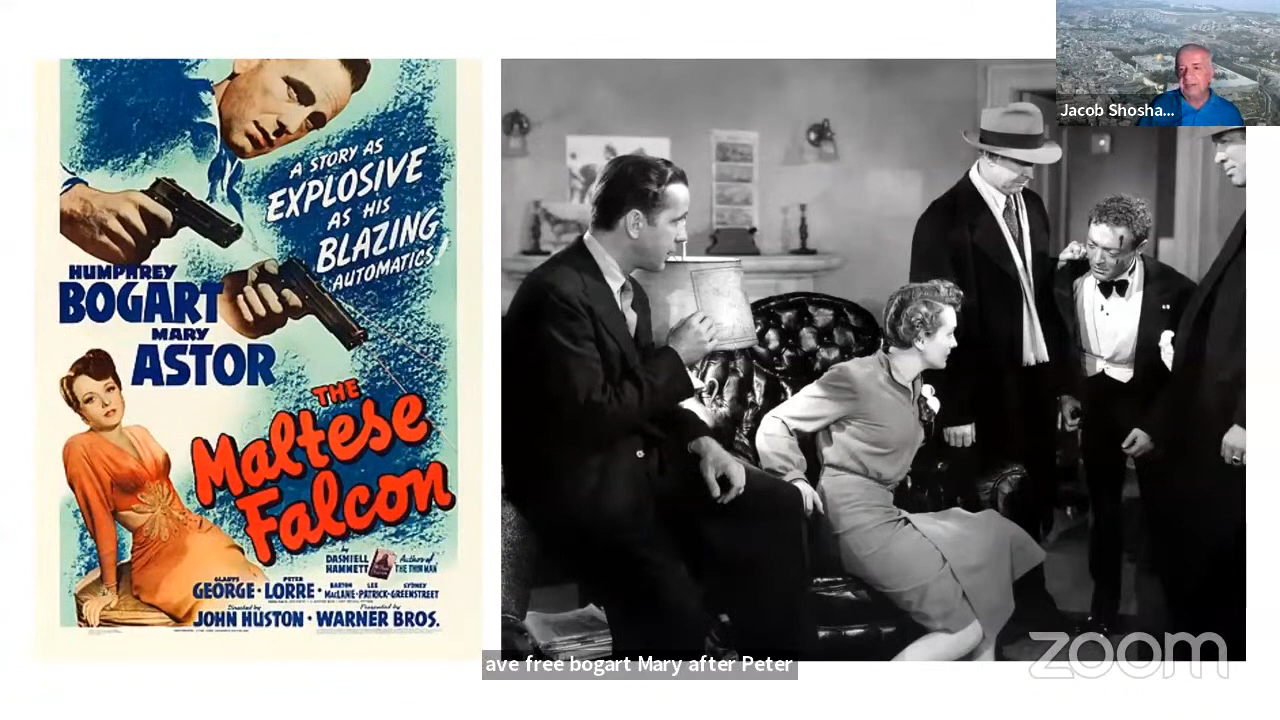 A STORY AS
EXPLOSIVE
AS HIS
BLAZING
AUTOMATICS!
HUMPHREY
BOGART
MARY
ASTOR
THE
Maltese
Falcon
by
DASHIELL
HAMMETT
Author of
THE THIN MAN
GLADYS
GEORGE · PETER
LORRE · BARTON
MACLANE · LEE
PATRICK · SYDNEY
GREENSTREET
Directed by
JOHN HUSTON · Presented by
WARNER BROS.
Jacob Shosha...
ave free bogart Mary after Peter
zoom